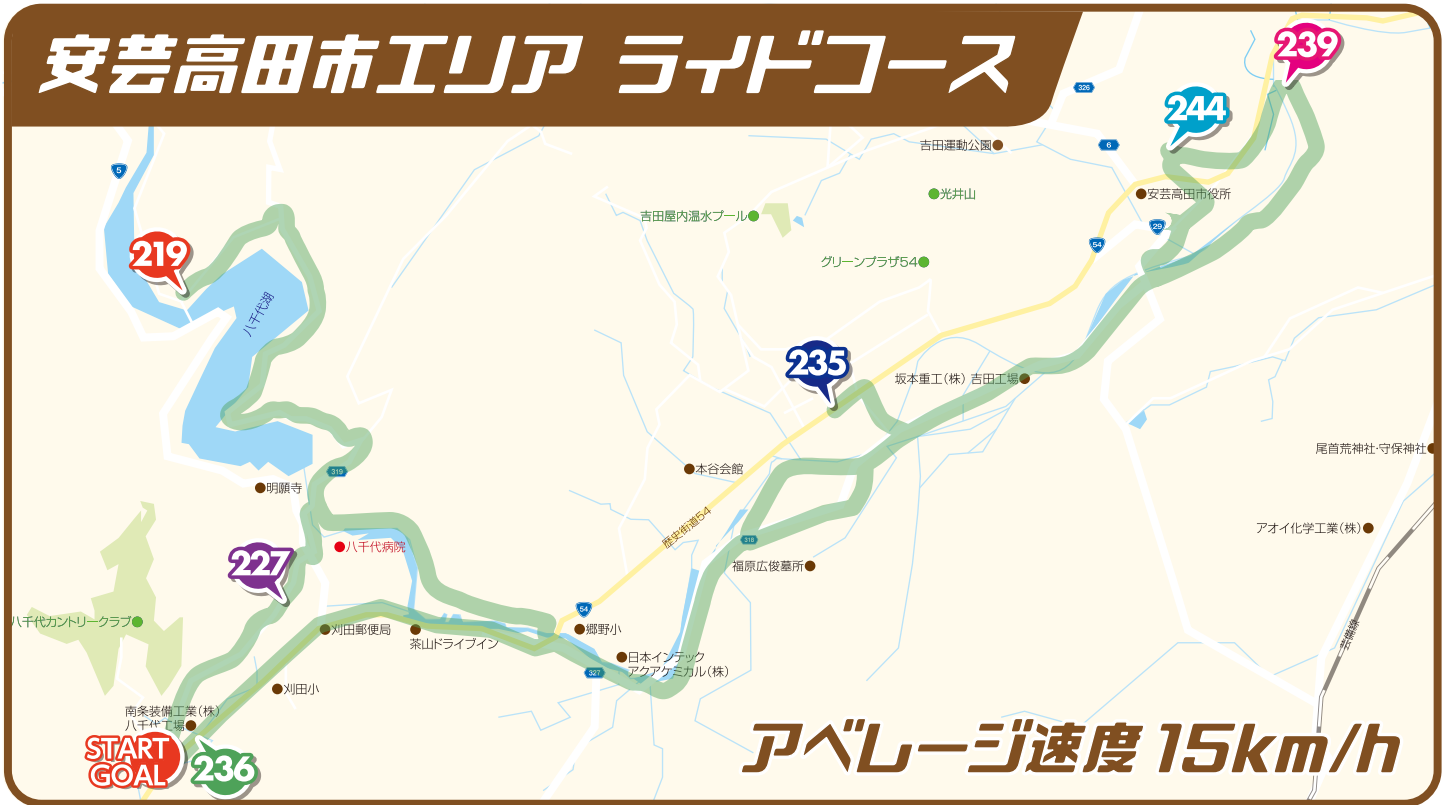 安芸高田市エリア ライドコース
239
326
244
吉田運動公園
6
5
光井山
安芸高田市役所
吉田屋内温水プール
29
54
219
グリーンプラザ54
八千代湖
235
坂本重工(株) 吉田工場
尾首荒神社・守保神社
本谷会館
319
明願寺
歴史街道54
アオイ化学工業(株)
318
八千代病院
227
福原広俊墓所
54
八千代カントリークラブ
刈田郵便局
郷野小
茶山ドライブイン
日本インテック
アクアケミカル(株)
327
芸備線
刈田小
南条装備工業(株)
八千代工場
START
GOAL
236
アベレージ速度 15km/h